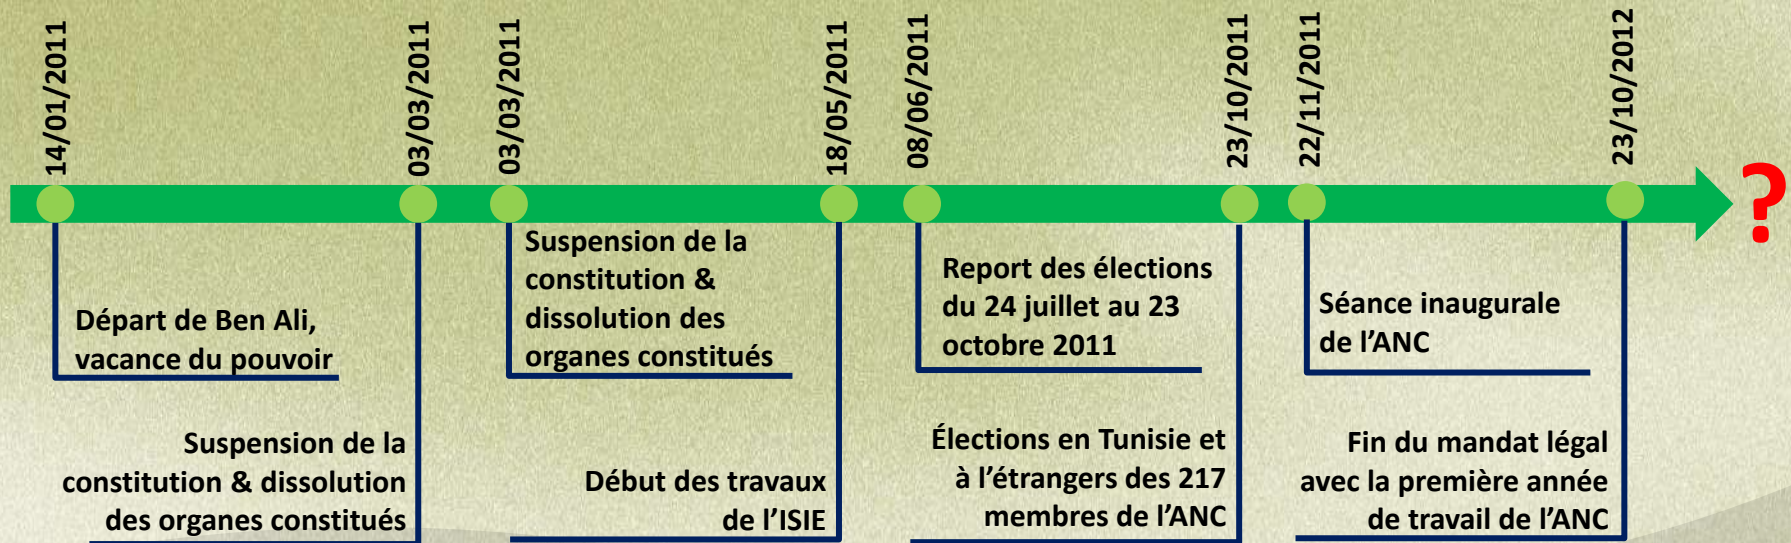 14/01/2011
03/03/2011
03/03/2011
18/05/2011
08/06/2011
23/10/2011
22/11/2011
23/10/2012
?
Départ de Ben Ali,
vacance du pouvoir
Suspension de la
constitution & dissolution
des organes constitués
Suspension de la
constitution &
dissolution des
organes constitués
Début des travaux
de l’ISIE
Report des élections
du 24 juillet au 23
octobre 2011
Élections en Tunisie et
à l’étrangers des 217
membres de l’ANC
Séance inaugurale
de l’ANC
Fin du mandat légal
avec la première année
de travail de l’ANC